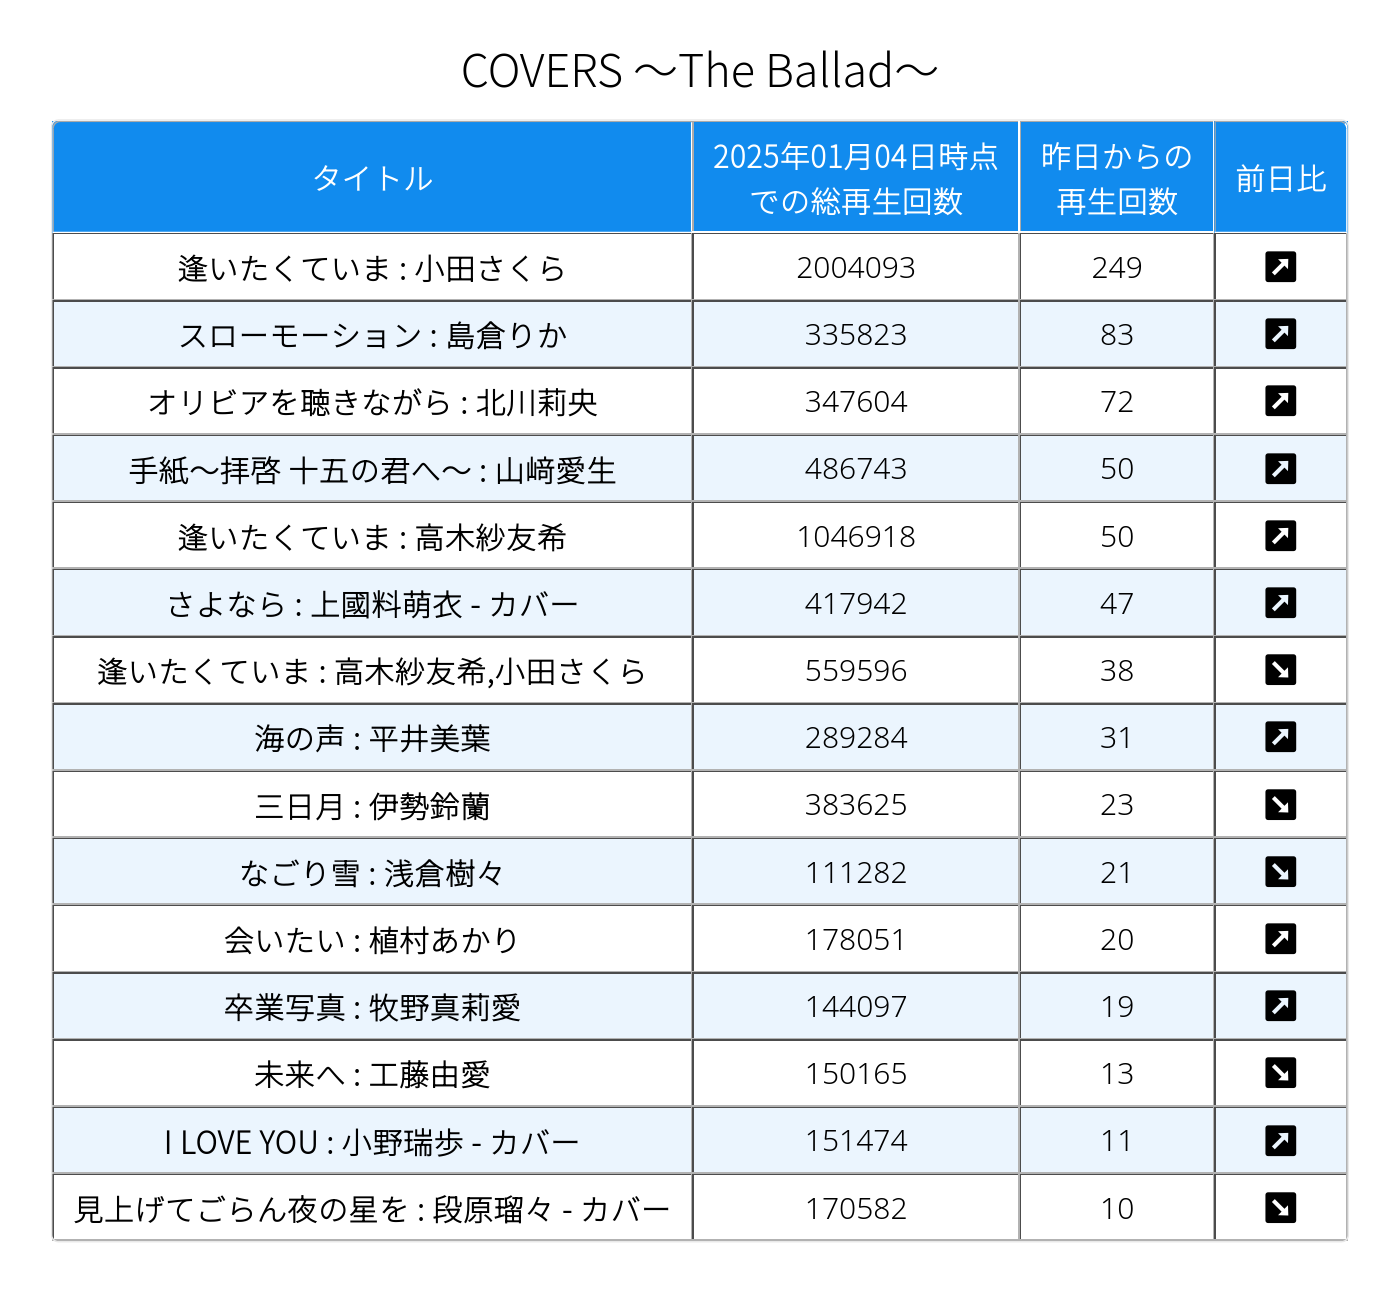 COVERS ～The Ballad～
タイトル 2025年01月04日時点での総再生回数 昨日からの再生回数 前日比
逢いたくていま : 小田さくら 2004093 249 ↗
スローモーション : 島倉りか 335823 83 ↗
オリビアを聴きながら : 北川莉央 347604 72 ↗
手紙～拝啓 十五の君へ～ : 山﨑愛生 486743 50 ↗
逢いたくていま : 高木紗友希 1046918 50 ↗
さよなら : 上國料萌衣 - カバー 417942 47 ↗
逢いたくていま : 高木紗友希,小田さくら 559596 38 ↘
海の声 : 平井美葉 289284 31 ↗
三日月 : 伊勢鈴蘭 383625 23 ↘
なごり雪 : 浅倉樹々 111282 21 ↘
会いたい : 植村あかり 178051 20 ↗
卒業写真 : 牧野真莉愛 144097 19 ↗
未来へ : 工藤由愛 150165 13 ↘
I LOVE YOU : 小野瑞歩 - カバー 151474 11 ↗
見上げてごらん夜の星を : 段原瑠々 - カバー 170582 10 ↘